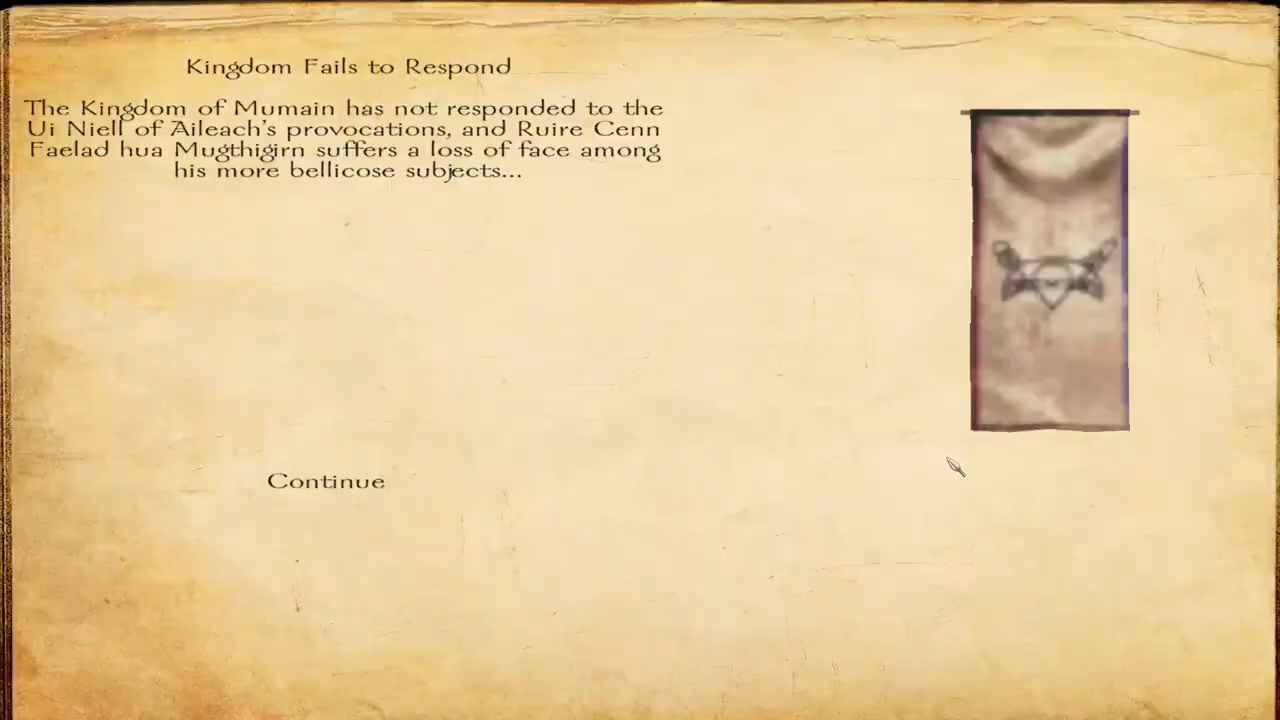 Kingdom Fails to Respond
The Kingdom of Mumain has not responded to the
Ui Niell of Aileach's provocations, and Ruire Cenn
Faelad hua Mugthigirn suffers a loss of face among
his more bellicose subjects...
Continue